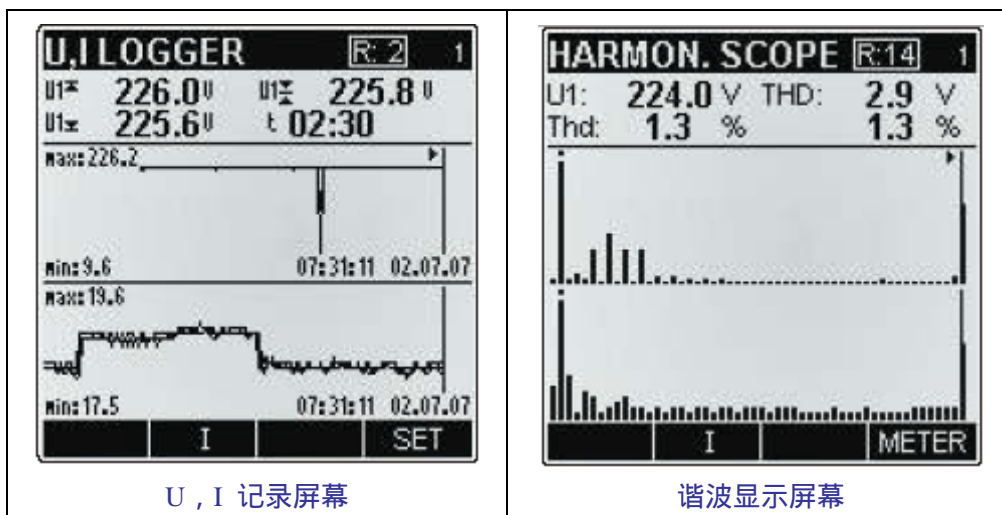 U,I LOGGER R: 2 1
U1 226.0 U U1 225.8 U
U1 225.6 U t 02:30
max:226.2
min:9.6 07:31:11 02.07.07
max:19.6
min:17.5 07:31:11 02.07.07
I SET
U , I 记录屏幕
HARMON. SCOPE R:14 1
U1: 224.0 V THD: 2.9 V
Thd: 1.3 % 1.3 %
I METER
谐波显示屏幕